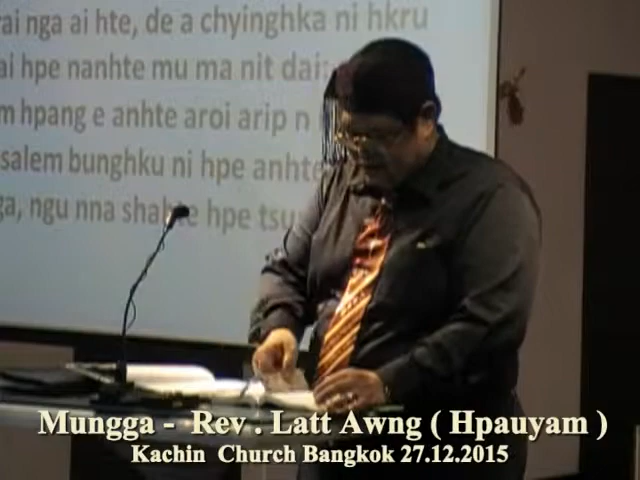 rai nga ai hte, de a chyinghka ni hkru
ai hpe nanhte mu ma nit dai:
m hpang e anhte aroi arip n
salem bunghku ni hpe anhte
ga, ngu nna shahte hpe tsu
Mungga - Rev . Latt Awng ( Hpauyam )
Kachin Church Bangkok 27.12.2015